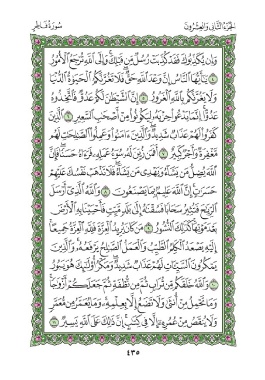 الجزء الثاني والعشرون سورة فاطر
وَإِن يُكَذِّبُوكَ فَقَدْ كُذِّبَتْ رُسُلٌ مِّن قَبْلِكَ وَإِلَى ٱللَّهِ تُرْجَعُ ٱلْأُمُورُ
٤ يَٰٓأَيُّهَا ٱلنَّاسُ إِنَّ وَعْدَ ٱللَّهِ حَقٌّ فَلَا تَغُرَّنَّكُمُ ٱلْحَيَوٰةُ ٱلدُّنْيَا
وَلَا يَغُرَّنَّكُم بِٱللَّهِ ٱلْغَرُورُ ٥ إِنَّ ٱلشَّيْطَٰنَ لَكُمْ عَدُوٌّ فَٱتَّخِذُوهُ
عَدُوًّا إِنَّمَا يَدْعُوا۟ حِزْبَهُۥ لِيَكُونُوا۟ مِنْ أَصْحَٰبِ ٱلسَّعِيرِ ٦ ٱلَّذِينَ
كَفَرُوا۟ لَهُمْ عَذَابٌ شَدِيدٌ وَٱلَّذِينَ ءَامَنُوا۟ وَعَمِلُوا۟ ٱلصَّٰلِحَٰتِ لَهُم
مَّغْفِرَةٌ وَأَجْرٌ كَبِيرٌ ٧ أَفَمَن زُيِّنَ لَهُۥ سُوٓءُ عَمَلِهِۦ فَرَءَاهُ حَسَنًا فَإِنَّ
ٱللَّهَ يُضِلُّ مَن يَشَآءُ وَيَهْدِى مَن يَشَآءُ فَلَا تَذْهَبْ نَفْسُكَ عَلَيْهِمْ
حَسَرَٰتٍ إِنَّ ٱللَّهَ عَلِيمٌۢ بِمَا يَصْنَعُونَ ٨ وَٱللَّهُ ٱلَّذِىٓ أَرْسَلَ
ٱلرِّيَٰحَ فَتُثِيرُ سَحَابًا فَسُقْنَٰهُ إِلَىٰ بَلَدٍ مَّيِّتٍ فَأَحْيَيْنَا بِهِ ٱلْأَرْضَ
بَعْدَ مَوْتِهَا كَذَٰلِكَ ٱلنُّشُورُ ٩ مَن كَانَ يُرِيدُ ٱلْعِزَّةَ فَلِلَّهِ ٱلْعِزَّةُ جَمِيعًا
إِلَيْهِ يَصْعَدُ ٱلْكَلِمُ ٱلطَّيِّبُ وَٱلْعَمَلُ ٱلصَّٰلِحُ يَرْفَعُهُۥ وَٱلَّذِينَ
يَمْكُرُونَ ٱلسَّيِّـَٔاتِ لَهُمْ عَذَابٌ شَدِيدٌ وَمَكْرُ أُو۟لَٰٓئِكَ هُوَ يَبُورُ
١٠ وَٱللَّهُ خَلَقَكُم مِّن تُرَابٍ ثُمَّ مِن نُّطْفَةٍ ثُمَّ جَعَلَكُمْ أَزْوَٰجًا
وَمَا تَحْمِلُ مِنْ أُنثَىٰ وَلَا تَضَعُ إِلَّا بِعِلْمِهِۦ وَمَا يُعَمَّرُ مِن مُّعَمَّرٍ
وَلَا يُنقَصُ مِنْ عُمُرِهِۦٓ إِلَّا فِى كِتَٰبٍ إِنَّ ذَٰلِكَ عَلَى ٱللَّهِ يَسِيرٌ ١١
٤٣٥